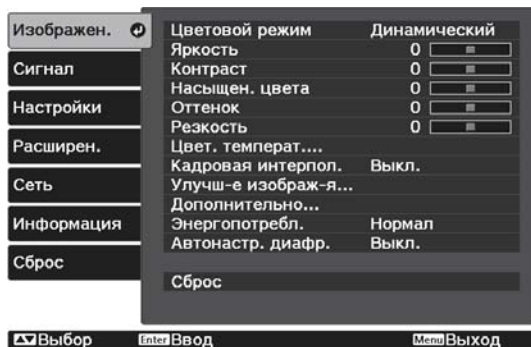 Изображен.
Сигнал
Настройки
Расширен.
Сеть
Информация
Сброс
Цветовой режим Динамический
Яркость 0
Контраст 0
Насыщен. цвета 0
Оттенок 0
Резкость 0
Цвет. температ....
Кадровая интерпол. Выкл.
Улучш-е изображ-я...
Дополнительно...
Энергопотребл. Нормал
Автонастр. диафр. Выкл.
Сброс
Выбор Enter Ввод Menu Выход